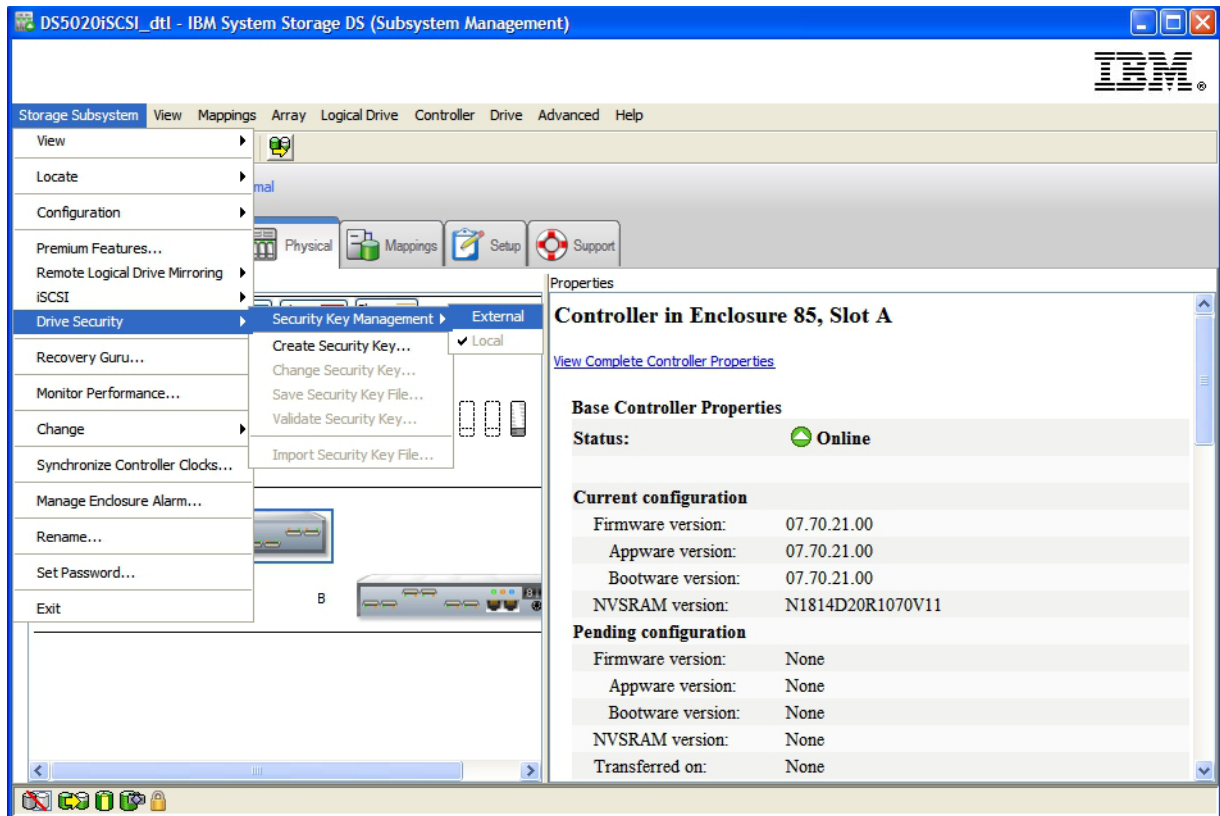 DS5020iSCSI_dtl - IBM System Storage DS (Subsystem Management)
IBM®
Storage Subsystem View Mappings Array Logical Drive Controller Drive Advanced Help
View
Locate
mal
Configuration
Premium Features...
Remote Logical Drive Mirroring
iSCSI
Drive Security
Recovery Guru...
Monitor Performance...
Change
Synchronize Controller Clocks...
Manage Enclosure Alarm...
Rename...
Set Password...
Exit
Physical Mappings Setup Support
Security Key Management
Create Security Key...
Change Security Key...
Save Security Key File...
Validate Security Key...
Import Security Key File...
External
Local
B
Properties
Controller in Enclosure 85, Slot A
View Complete Controller Properties
Base Controller Properties
Status: Online
Current configuration
Firmware version: 07.70.21.00
Appware version: 07.70.21.00
Bootware version: 07.70.21.00
NVSRAM version: N1814D20R1070V11
Pending configuration
Firmware version: None
Appware version: None
Bootware version: None
NVSRAM version: None
Transferred on: None